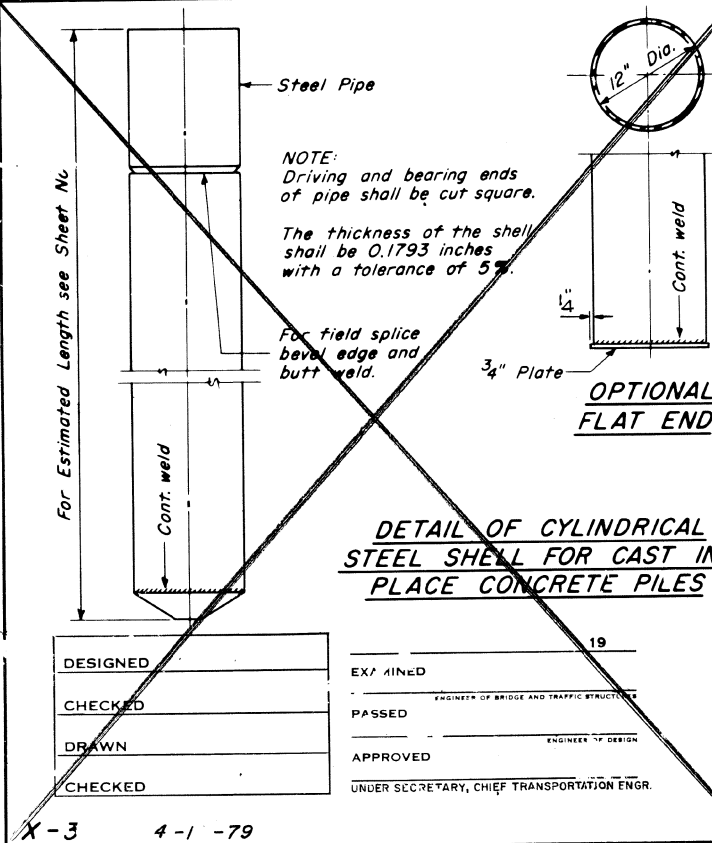 Steel Pipe
12" Dia.
NOTE:
Driving and bearing ends
of pipe shall be cut square.
The thickness of the shell
shall be 0.1793 inches
with a tolerance of 5%.
For Estimated Length see Sheet No
For field splice
bevel edge and
butt weld.
Cont. weld
1/4"
Cont. weld
3/4" Plate
OPTIONAL
FLAT END
DETAIL OF CYLINDRICAL
STEEL SHELL FOR CAST IN
PLACE CONCRETE PILES
DESIGNED
CHECKED
DRAWN
CHECKED
19
EXAMINED
ENGINEER OF BRIDGE AND TRAFFIC STRUCTURES
PASSED
ENGINEER OF DESIGN
APPROVED
UNDER SECRETARY, CHIEF TRANSPORTATION ENGR.
X-3 4-1-79